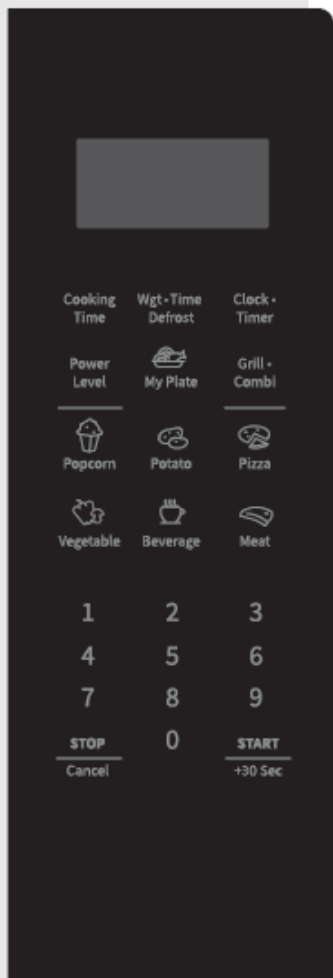 Cooking Time
Wgt•Time Defrost
Clock• Timer
Power Level
My Plate
Grill• Combi
Popcorn
Potato
Pizza
Vegetable
Beverage
Meat
1 2 3
4 5 6
7 8 9
STOP 0 START
Cancel +30 Sec